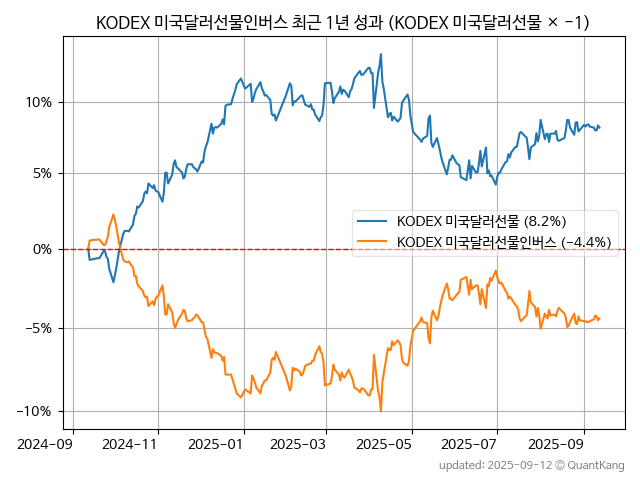 KODEX 미국달러선물인버스 최근 1년 성과 (KODEX 미국달러선물 × −1)
10%
5%
0%
−5%
−10%
KODEX 미국달러선물 (8.2%)
KODEX 미국달러선물인버스 (−4.4%)
2024-09 2024-11 2025-01 2025-03 2025-05 2025-07 2025-09
updated: 2025-09-12 © QuantKang